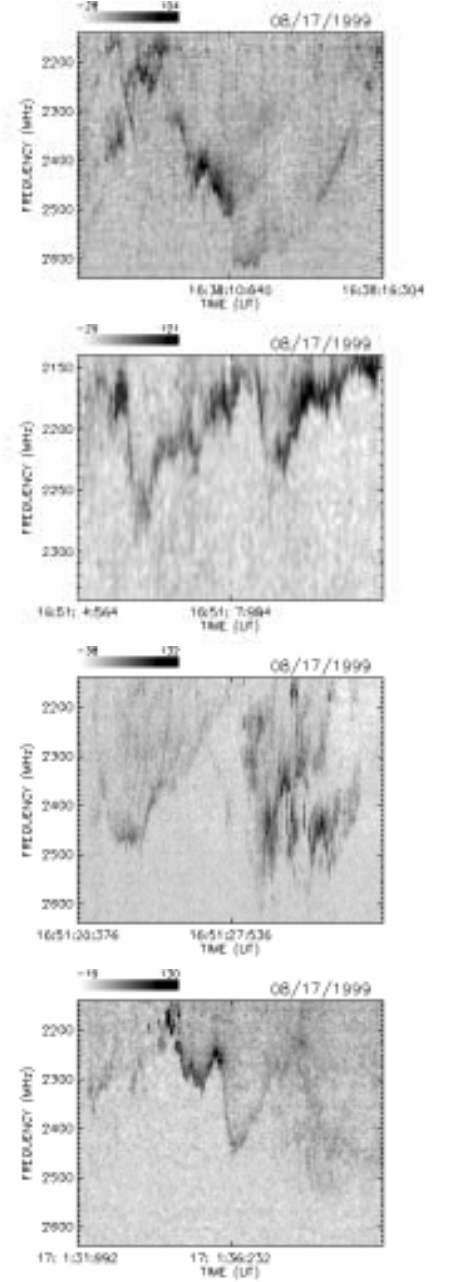 -28 104
08/17/1999
2200
2300
2400
2500
2600
FREQUENCY (MHz)
16:38:10:840 16:38:16:304
TIME (UT)
-29 121
08/17/1999
2150
2200
2250
2300
FREQUENCY (MHz)
16:51: 4:564 16:51: 7:984
TIME (UT)
-38 132
08/17/1999
2200
2300
2400
2500
2600
FREQUENCY (MHz)
16:51:20:376 16:51:27:536
TIME (UT)
-19 130
08/17/1999
2200
2300
2400
2500
2600
FREQUENCY (MHz)
17: 1:31:892 17: 1:36:232
TIME (UT)